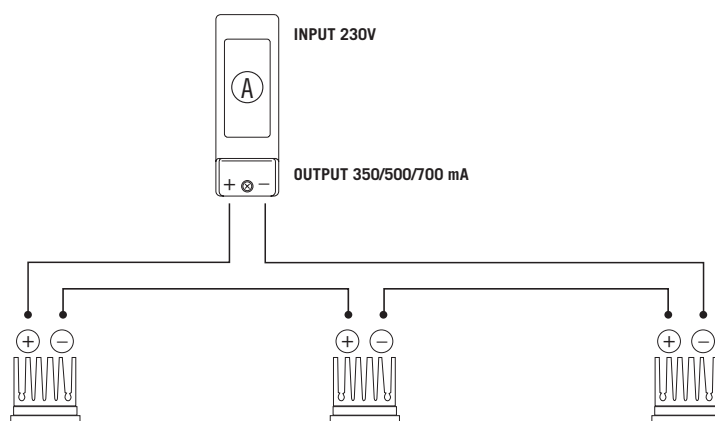 INPUT 230V
A
OUTPUT 350/500/700 mA
+ −
+ − + − + −